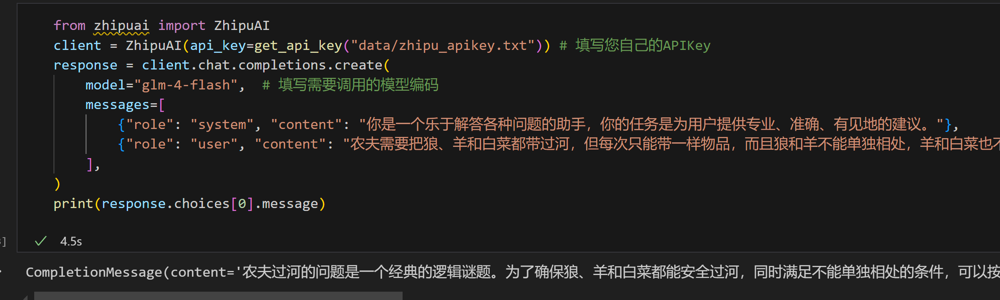 from zhipuai import ZhipuAI
client = ZhipuAI(api_key=get_api_key("data/zhipu_apikey.txt")) # 填写您自己的APIKey
response = client.chat.completions.create(
    model="glm-4-flash",  # 填写需要调用的模型编码
    messages=[
        {"role": "system", "content": "你是一个乐于解答各种问题的助手，你的任务是为用户提供专业、准确、有见地的建议。"},
        {"role": "user", "content": "农夫需要把狼、羊和白菜都带过河，但每次只能带一样物品，而且狼和羊不能单独相处，羊和白菜也不
    ],
)
print(response.choices[0].message)
]
4.5s
CompletionMessage(content='农夫过河的问题是一个经典的逻辑谜题。为了确保狼、羊和白菜都能安全过河，同时满足不能单独相处的条件，可以按